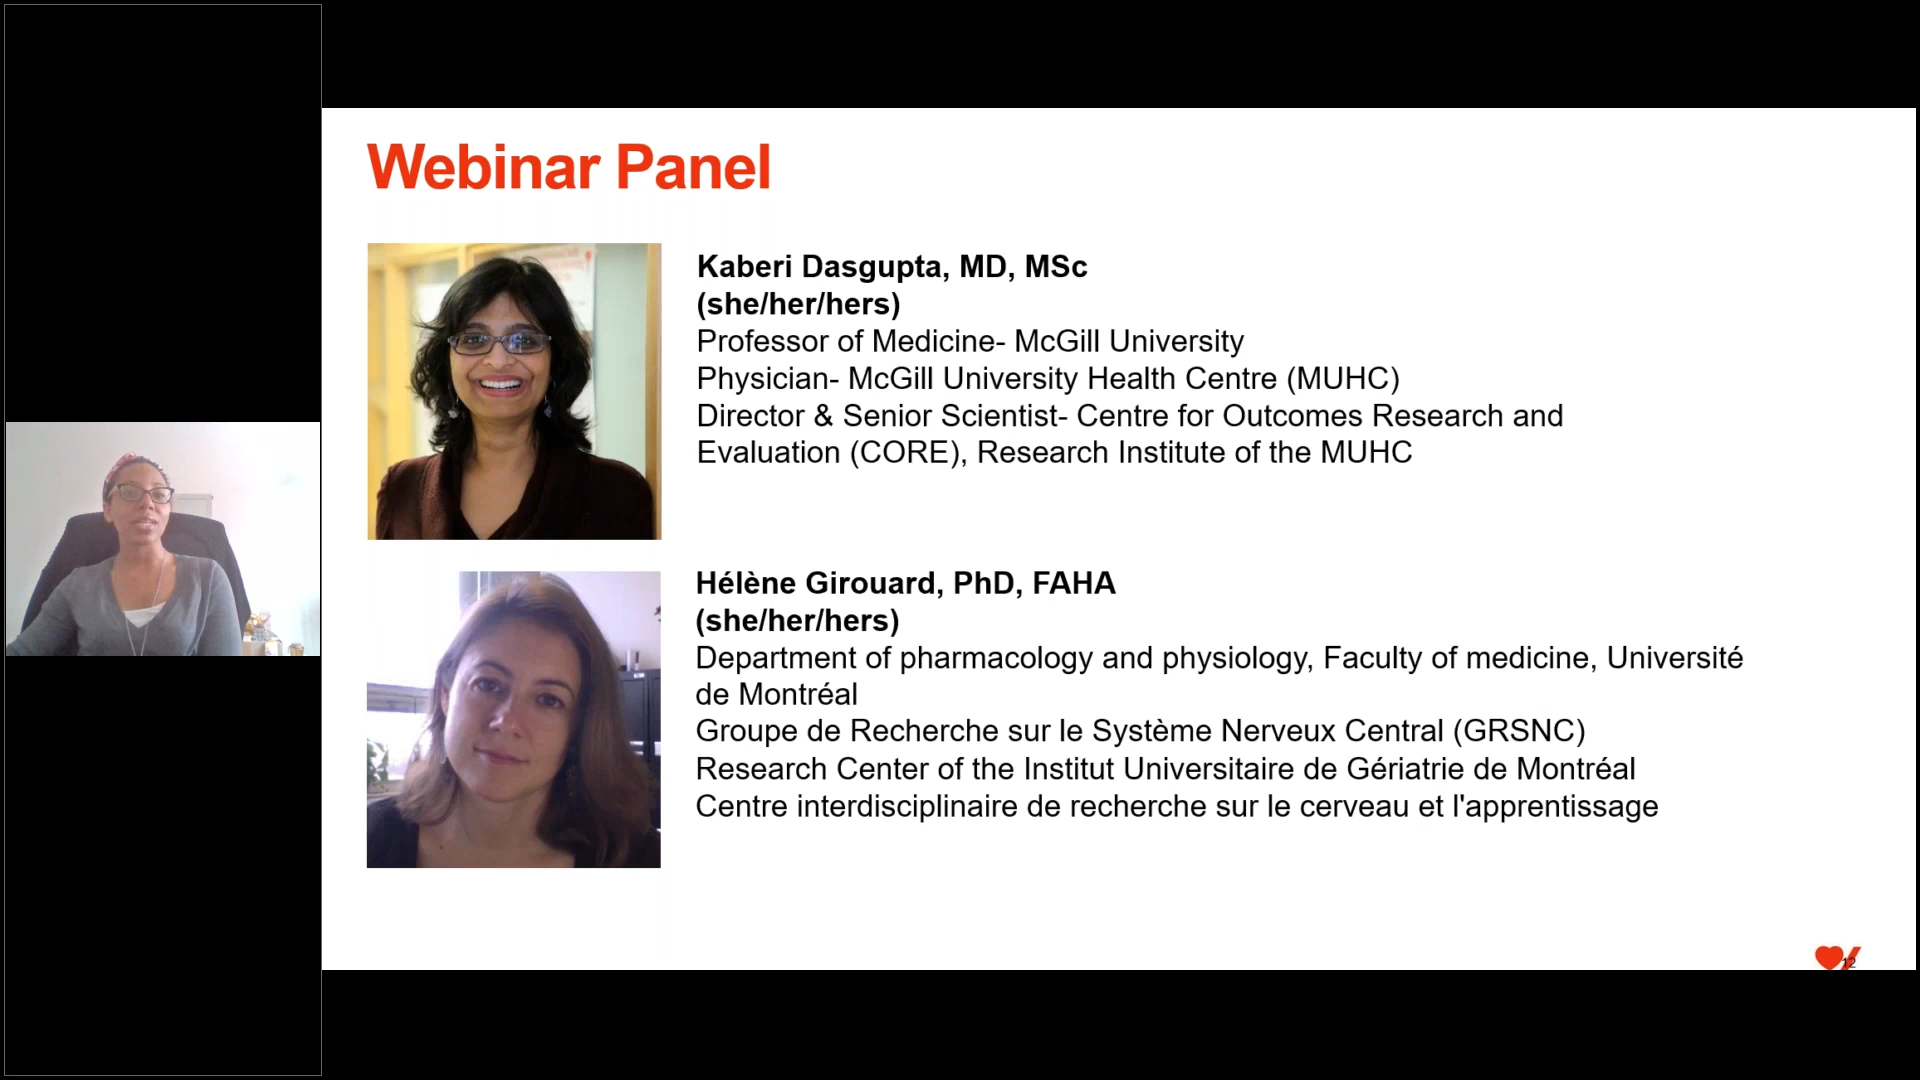 Webinar Panel
Kaberi Dasgupta, MD, MSc
(she/her/hers)
Professor of Medicine- McGill University
Physician- McGill University Health Centre (MUHC)
Director & Senior Scientist- Centre for Outcomes Research and
Evaluation (CORE), Research Institute of the MUHC
Hélène Girouard, PhD, FAHA
(she/her/hers)
Department of pharmacology and physiology, Faculty of medicine, Université
de Montréal
Groupe de Recherche sur le Système Nerveux Central (GRSNC)
Research Center of the Institut Universitaire de Gériatrie de Montréal
Centre interdisciplinaire de recherche sur le cerveau et l'apprentissage
12